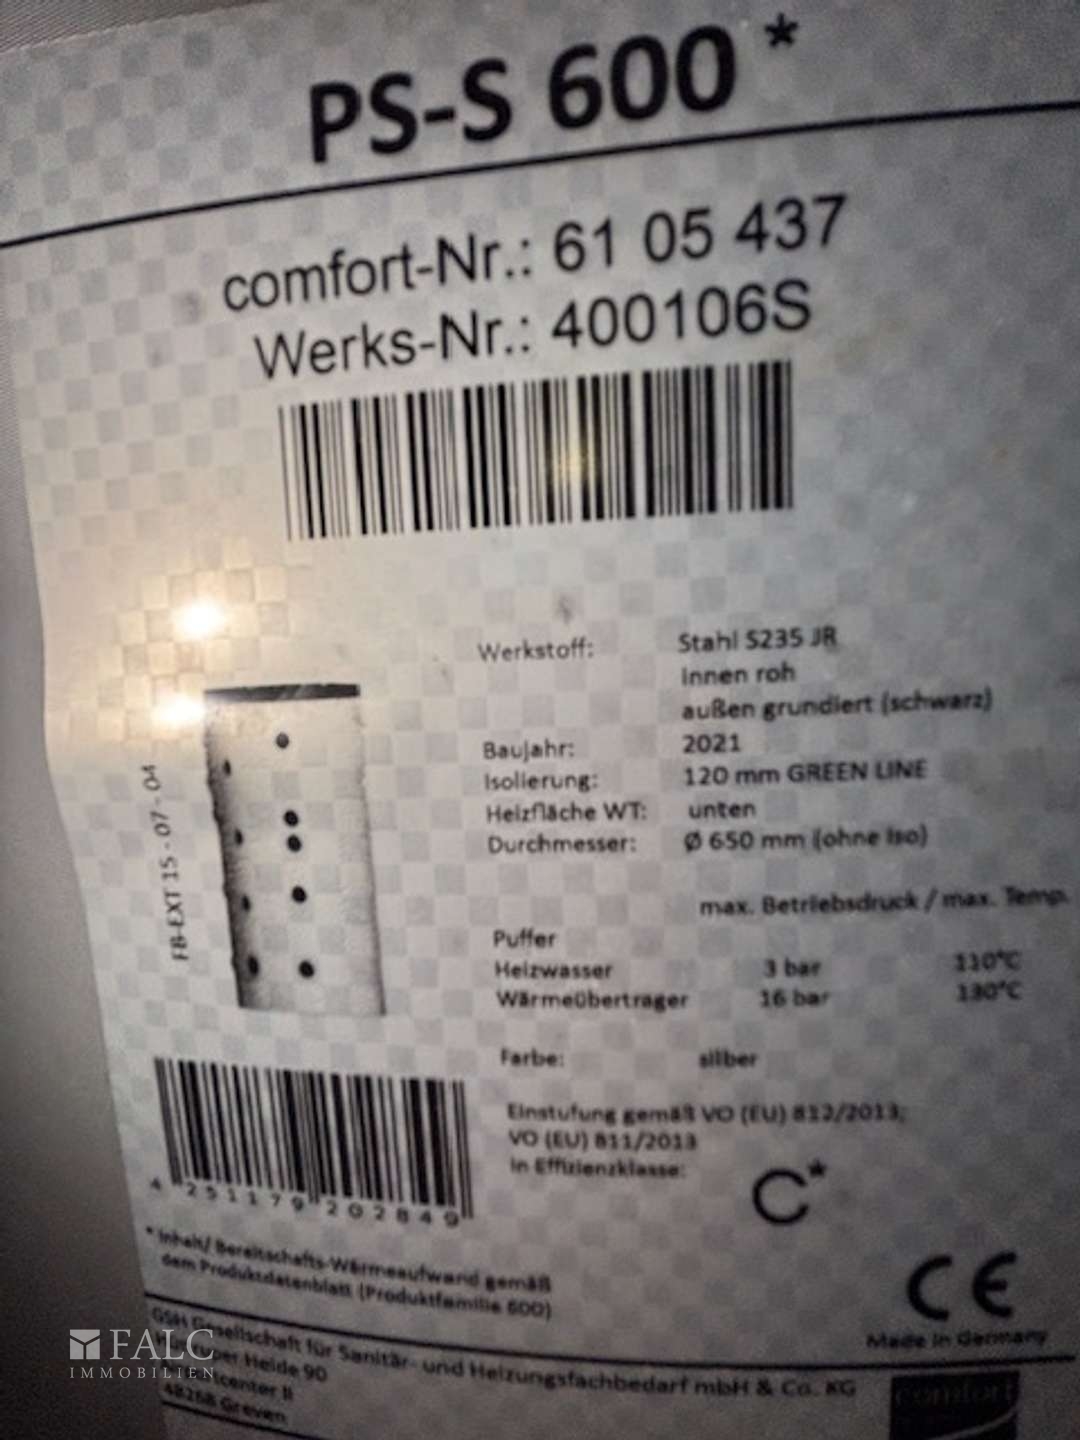 PS-S 600 *
comfort-Nr.: 61 05 437
Werks-Nr.: 400106S
Werkstoff: Stahl S235 JR
innen roh
außen grundiert (schwarz)
Baujahr: 2021
Isolierung: 120 mm GREEN LINE
Heizfläche WT: unten
Durchmesser: Ø 650 mm (ohne Iso)
FB-EXT 15 - 07 - 04
max. Betriebsdruck / max. Temp.
Puffer
Heizwasser 3 bar 110°C
Wärmeübertrager 16 bar 130°C
Farbe: silber
Einstufung gemäß VO (EU) 812/2013;
VO (EU) 811/2013
in Effizienzklasse: C*
4 251179 202849
* Inhalt/ Bereitschafts-Wärmeaufwand gemäß
dem Produktdatenblatt (Produktfamilie 600)
CE
Made in Germany
GSH Gesellschaft für Sanitär- und Heizungsfachbedarf mbH & Co. KG
Heide 90
II
48268 Greven
comfort
FALC
IMMOBILIEN